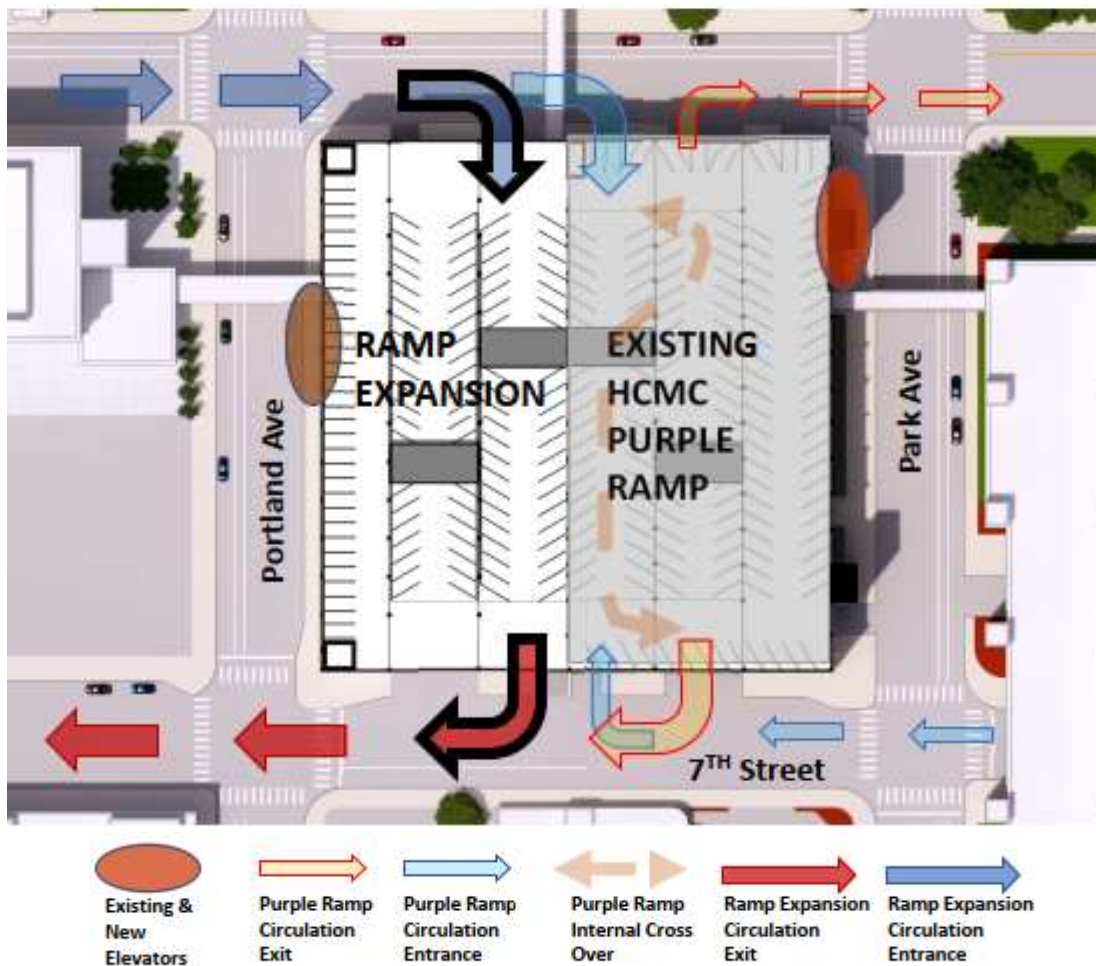 RAMP
EXPANSION
EXISTING
HCMC
PURPLE
RAMP
Portland Ave
Park Ave
7TH Street
Existing &
New
Elevators
Purple Ramp
Circulation
Exit
Purple Ramp
Circulation
Entrance
Purple Ramp
Internal Cross
Over
Ramp Expansion
Circulation
Exit
Ramp Expansion
Circulation
Entrance